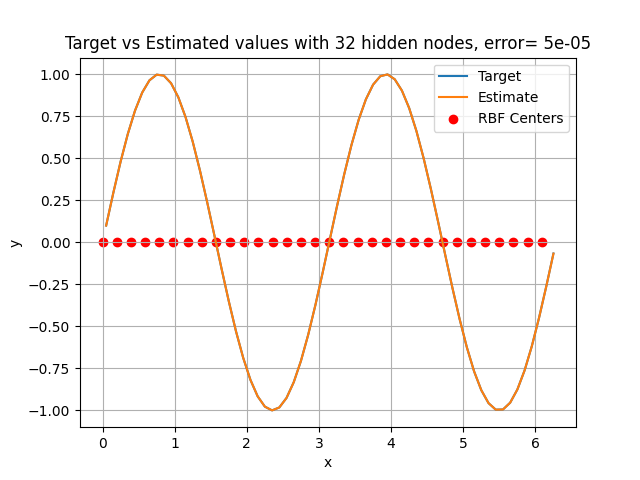 Target vs Estimated values with 32 hidden nodes, error= 5e-05
Target
Estimate
RBF Centers
1.00
0.75
0.50
0.25
0.00
−0.25
−0.50
−0.75
−1.00
y
0 1 2 3 4 5 6
x